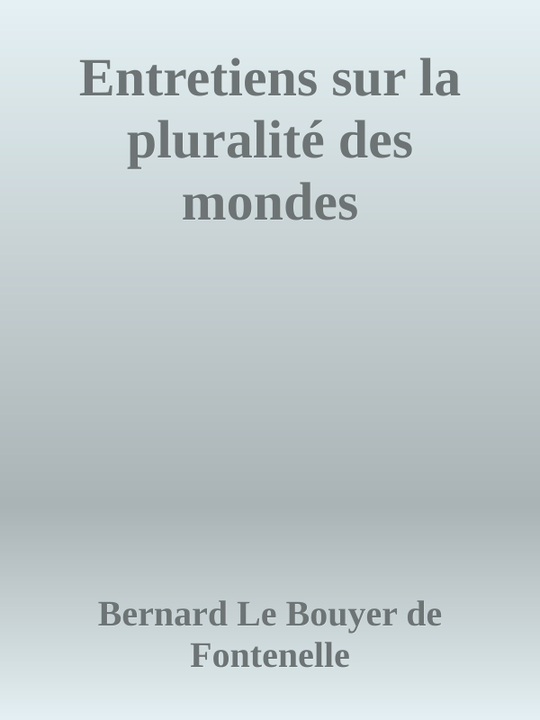 Entretiens sur la
pluralité des
mondes
Bernard Le Bouyer de
Fontenelle